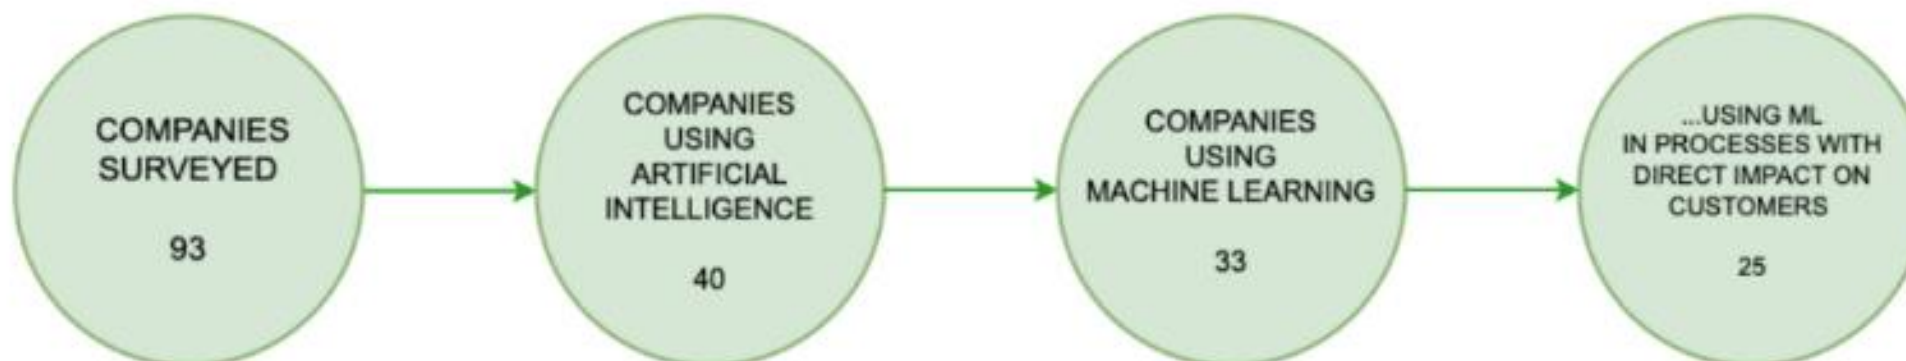 COMPANIES
SURVEYED
93
COMPANIES
USING
ARTIFICIAL
INTELLIGENCE
40
COMPANIES
USING
MACHINE LEARNING
33
...USING ML
IN PROCESSES WITH
DIRECT IMPACT ON
CUSTOMERS
25